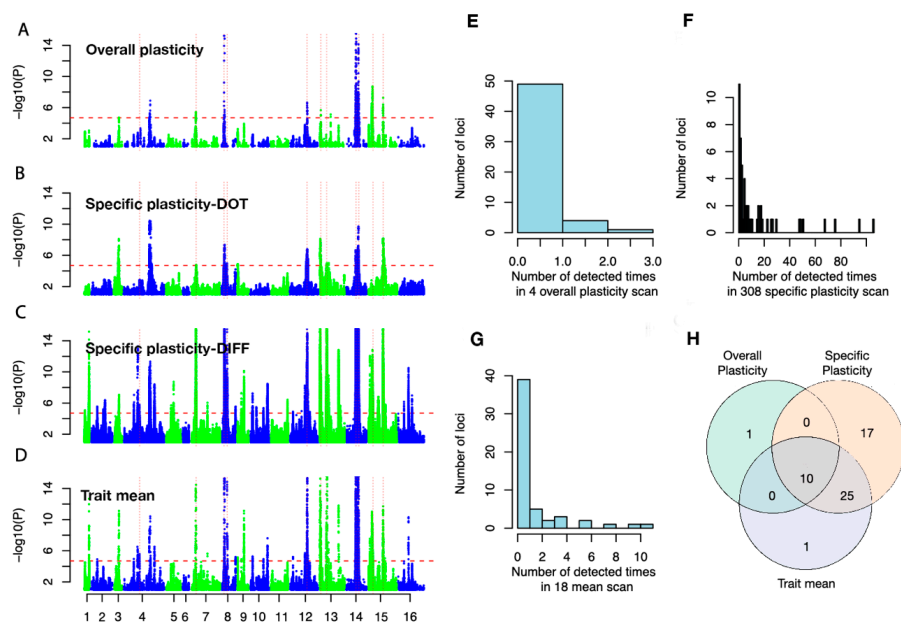 A
Overall plasticity
−log10(P)
14
10
6
2
B
Specific plasticity-DOT
−log10(P)
14
10
6
2
C
Specific plasticity-DIFF
−log10(P)
14
10
6
2
D
Trait mean
−log10(P)
14
10
6
2
1 2 3 4 5 6 7 8 9 10 11 12 13 14 15 16
E
Number of loci
50
40
30
20
10
0
0.0 1.0 2.0 3.0
Number of detected times
in 4 overall plasticity scan
F
Number of loci
10
8
6
4
2
0
0 20 40 60 80
Number of detected times
in 308 specific plasticity scan
G
Number of loci
40
30
20
10
0
0 2 4 6 8 10
Number of detected times
in 18 mean scan
H
Overall
Plasticity
Specific
Plasticity
1
0
17
10
0
25
1
Trait mean